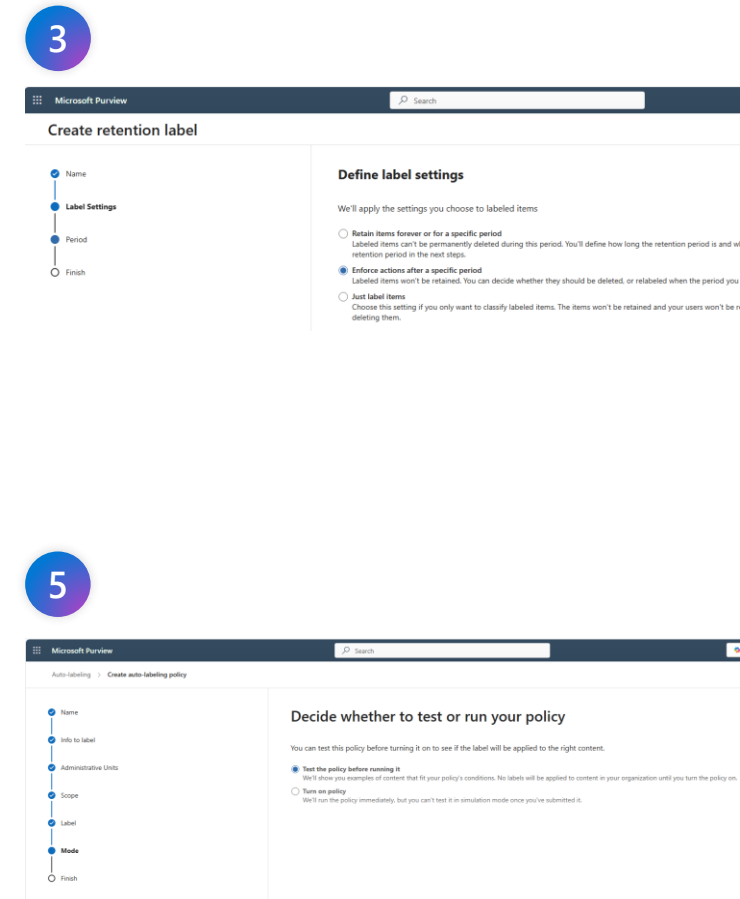 3
Microsoft Purview
Search
Create retention label
Name
Label Settings
Period
Finish
Define label settings
We'll apply the settings you choose to labeled items
Retain items forever or for a specific period
Labeled items can't be permanently deleted during this period. You'll define how long the retention period is and
retention period in the next steps.
Enforce actions after a specific period
Labeled items won't be retained. You can decide whether they should be deleted, or relabeled when the period you
Just label items
Choose this setting if you only want to classify labeled items. The items won't be retained and your users won't be
deleting them.
5
Microsoft Purview
Search
Auto-labeling > Create auto-labeling policy
Name
Info to label
Administrative Units
Scope
Label
Mode
Finish
Decide whether to test or run your policy
You can test this policy before turning it on to see if the label will be applied to the right content.
Test the policy before running it
We'll show you examples of content that fit your policy's conditions. No labels will be applied to content in your organization until you turn the policy on.
Turn on policy
We'll run the policy immediately, but you can't test it in simulation mode once you've submitted it.